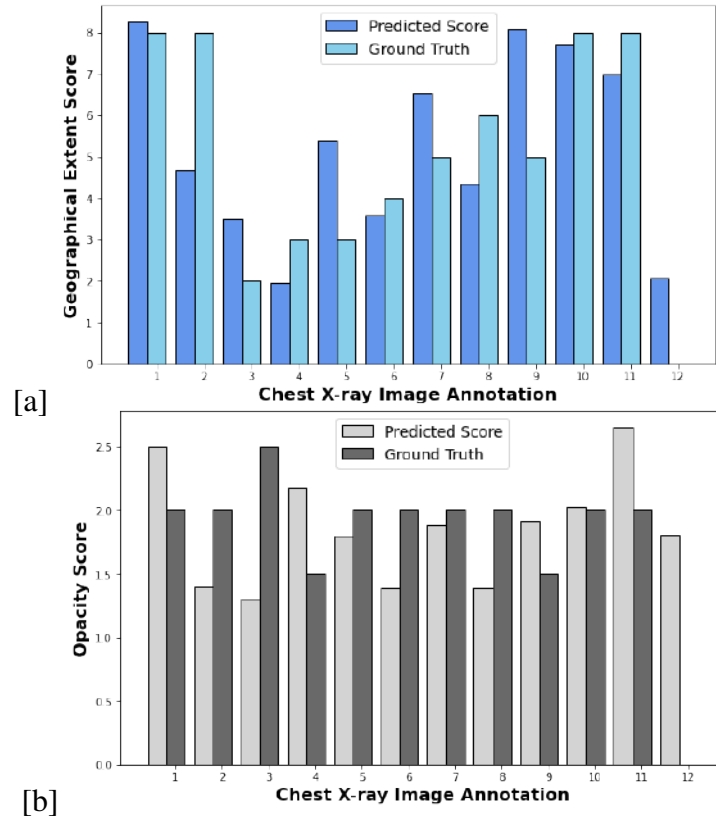 Predicted Score
Ground Truth
Geographical Extent Score
8
7
6
5
4
3
2
1
0
1 2 3 4 5 6 7 8 9 10 11 12
Chest X-ray Image Annotation
[a]
Predicted Score
Ground Truth
Opacity Score
2.5
2.0
1.5
1.0
0.5
0.0
1 2 3 4 5 6 7 8 9 10 11 12
Chest X-ray Image Annotation
[b]